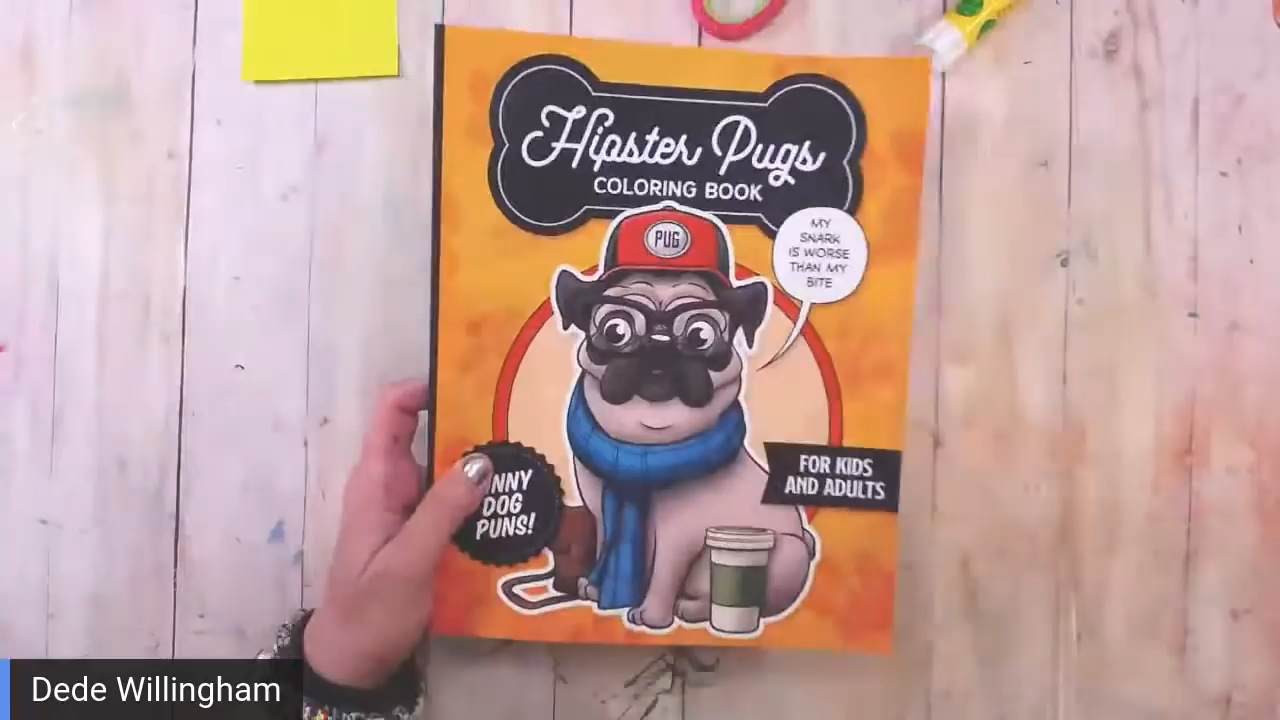 Hipster Pugs
COLORING BOOK
PUG
MY
SNARK
IS WORSE
THAN MY
BITE
FOR KIDS
AND ADULTS
NNY
DOG
PUNS!
Dede Willingham